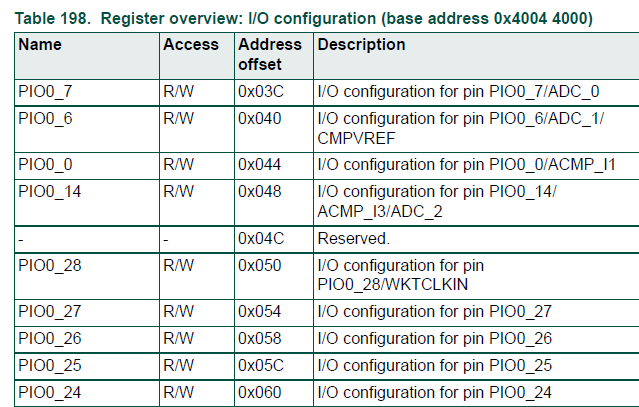 Table 198. Register overview: I/O configuration (base address 0x4004 4000)
Name Access Address offset Description
PIO0_7 R/W 0x03C I/O configuration for pin PIO0_7/ADC_0
PIO0_6 R/W 0x040 I/O configuration for pin PIO0_6/ADC_1/
CMPVREF
PIO0_0 R/W 0x044 I/O configuration for pin PIO0_0/ACMP_I1
PIO0_14 R/W 0x048 I/O configuration for pin PIO0_14/
ACMP_I3/ADC_2
- - 0x04C Reserved.
PIO0_28 R/W 0x050 I/O configuration for pin
PIO0_28/WKTCLKIN
PIO0_27 R/W 0x054 I/O configuration for pin PIO0_27
PIO0_26 R/W 0x058 I/O configuration for pin PIO0_26
PIO0_25 R/W 0x05C I/O configuration for pin PIO0_25
PIO0_24 R/W 0x060 I/O configuration for pin PIO0_24